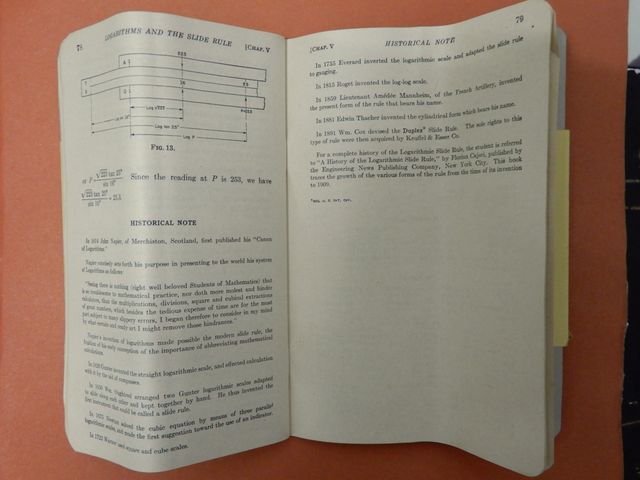 78 LOGARITHMS AND THE SLIDE RULE [CHAP. V
FIG. 13.
Since the reading at P is 253, we have
HISTORICAL NOTE
In 1614 John Napier, of Merchiston, Scotland, first published his "Canon
of Logarithms."
Napier concisely sets forth his purpose in presenting to the world his system
of Logarithms as follows:
"Seeing there is nothing (right well beloved Students of Mathematics) that
is so troublesome to mathematical practice, nor doth more molest and hinder
calculators, than the multiplications, divisions, square and cubical extractions
of great numbers, which besides the tedious expense of time are for the most
part subject to many slippery errors, I began therefore to consider in my mind
by what certain and ready art I might remove those hindrances."
Napier's invention of logarithms made possible the modern slide rule, the
fruition of his early conception of the importance of abbreviating mathematical
calculations.
In 1620 Gunter invented the straight logarithmic scale, and effected calculation
with it by the aid of compasses.
In 1630 Wm. Oughtred arranged two Gunter logarithmic scales adapted
to slide along each other and kept together by hand. He thus invented the
first instrument that could be called a slide rule.
In 1675 Newton solved the cubic equation by means of three parallel
logarithmic scales, and made the first suggestion toward the use of an indicator.
In 1722 Warner used square and cube scales.
[CHAP. V HISTORICAL NOTE 79
In 1755 Everard inverted the logarithmic scale and adapted the slide rule
to gauging.
In 1815 Roget invented the log-log scale.
In 1859 Lieutenant Amédée Mannheim, of the French Artillery, invented
the present form of the rule that bears his name.
In 1881 Edwin Thacher invented the cylindrical form which bears his name.
In 1891 Wm. Cox devised the Duplex* Slide Rule. The sole rights to this
type of rule were then acquired by Keuffel & Esser Co.
For a complete history of the Logarithmic Slide Rule, the student is referred
to "A History of the Logarithmic Slide Rule," by Florian Cajori, published by
the Engineering News Publishing Company, New York City. This book
traces the growth of the various forms of the rule from the time of its invention
to 1909.
*REG. U. S. PAT. OFF.